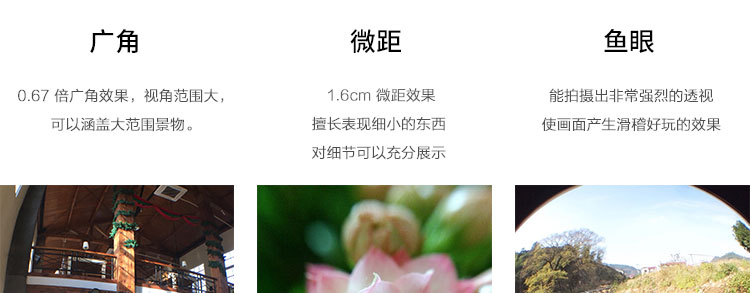 广角
0.67 倍广角效果，视角范围大，
可以涵盖大范围景物。
微距
1.6cm 微距效果
擅长表现细小的东西
对细节可以充分展示
鱼眼
能拍摄出非常强烈的透视
使画面产生滑稽好玩的效果